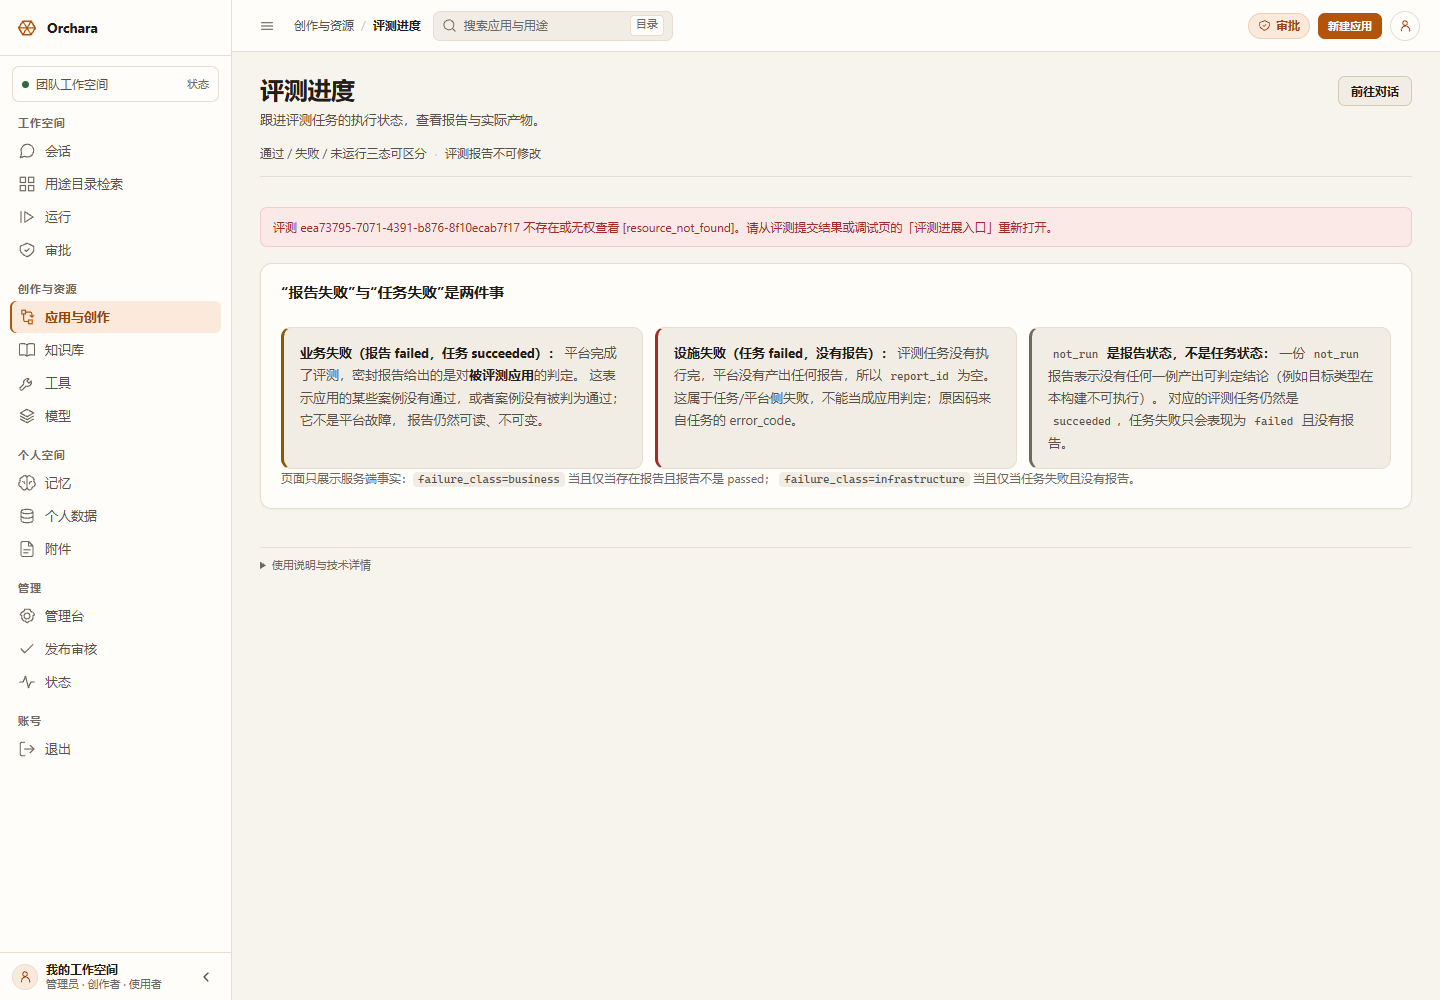 Orchara
团队工作空间 状态
工作空间
会话
用途目录检索
运行
审批
创作与资源
应用与创作
知识库
工具
模型
个人空间
记忆
个人数据
附件
管理
管理台
发布审核
状态
账号
退出
我的工作空间
管理员 · 创作者 · 使用者
创作与资源 / 评测进度 搜索应用与用途 目录 审批 新建应用
评测进度
前往对话
跟进评测任务的执行状态，查看报告与实际产物。
通过 / 失败 / 未运行三态可区分 · 评测报告不可修改
评测 eea73795-7071-4391-b876-8f10ecab7f17 不存在或无权查看 [resource_not_found]。请从评测提交结果或调试页的「评测进展入口」重新打开。
“报告失败”与“任务失败”是两件事
业务失败（报告 failed，任务 succeeded）： 平台完成
了评测，密封报告给出的是对被评测应用的判定。 这表
示应用的某些案例没有通过，或者案例没有被判为通过；
它不是平台故障， 报告仍然可读、不可变。
设施失败（任务 failed，没有报告）： 评测任务没有执
行完，平台没有产出任何报告，所以 report_id 为空。
这属于任务/平台侧失败，不能当成应用判定；原因码来
自任务的 error_code。
not_run 是报告状态，不是任务状态： 一份 not_run
报告表示没有任何一例产出可判定结论（例如目标类型在
本构建不可执行）。 对应的评测任务仍然是
succeeded ，任务失败只会表现为 failed 且没有报
告。
页面只展示服务端事实： failure_class=business 当且仅当存在报告且报告不是 passed； failure_class=infrastructure 当且仅当任务失败且没有报告。
使用说明与技术详情